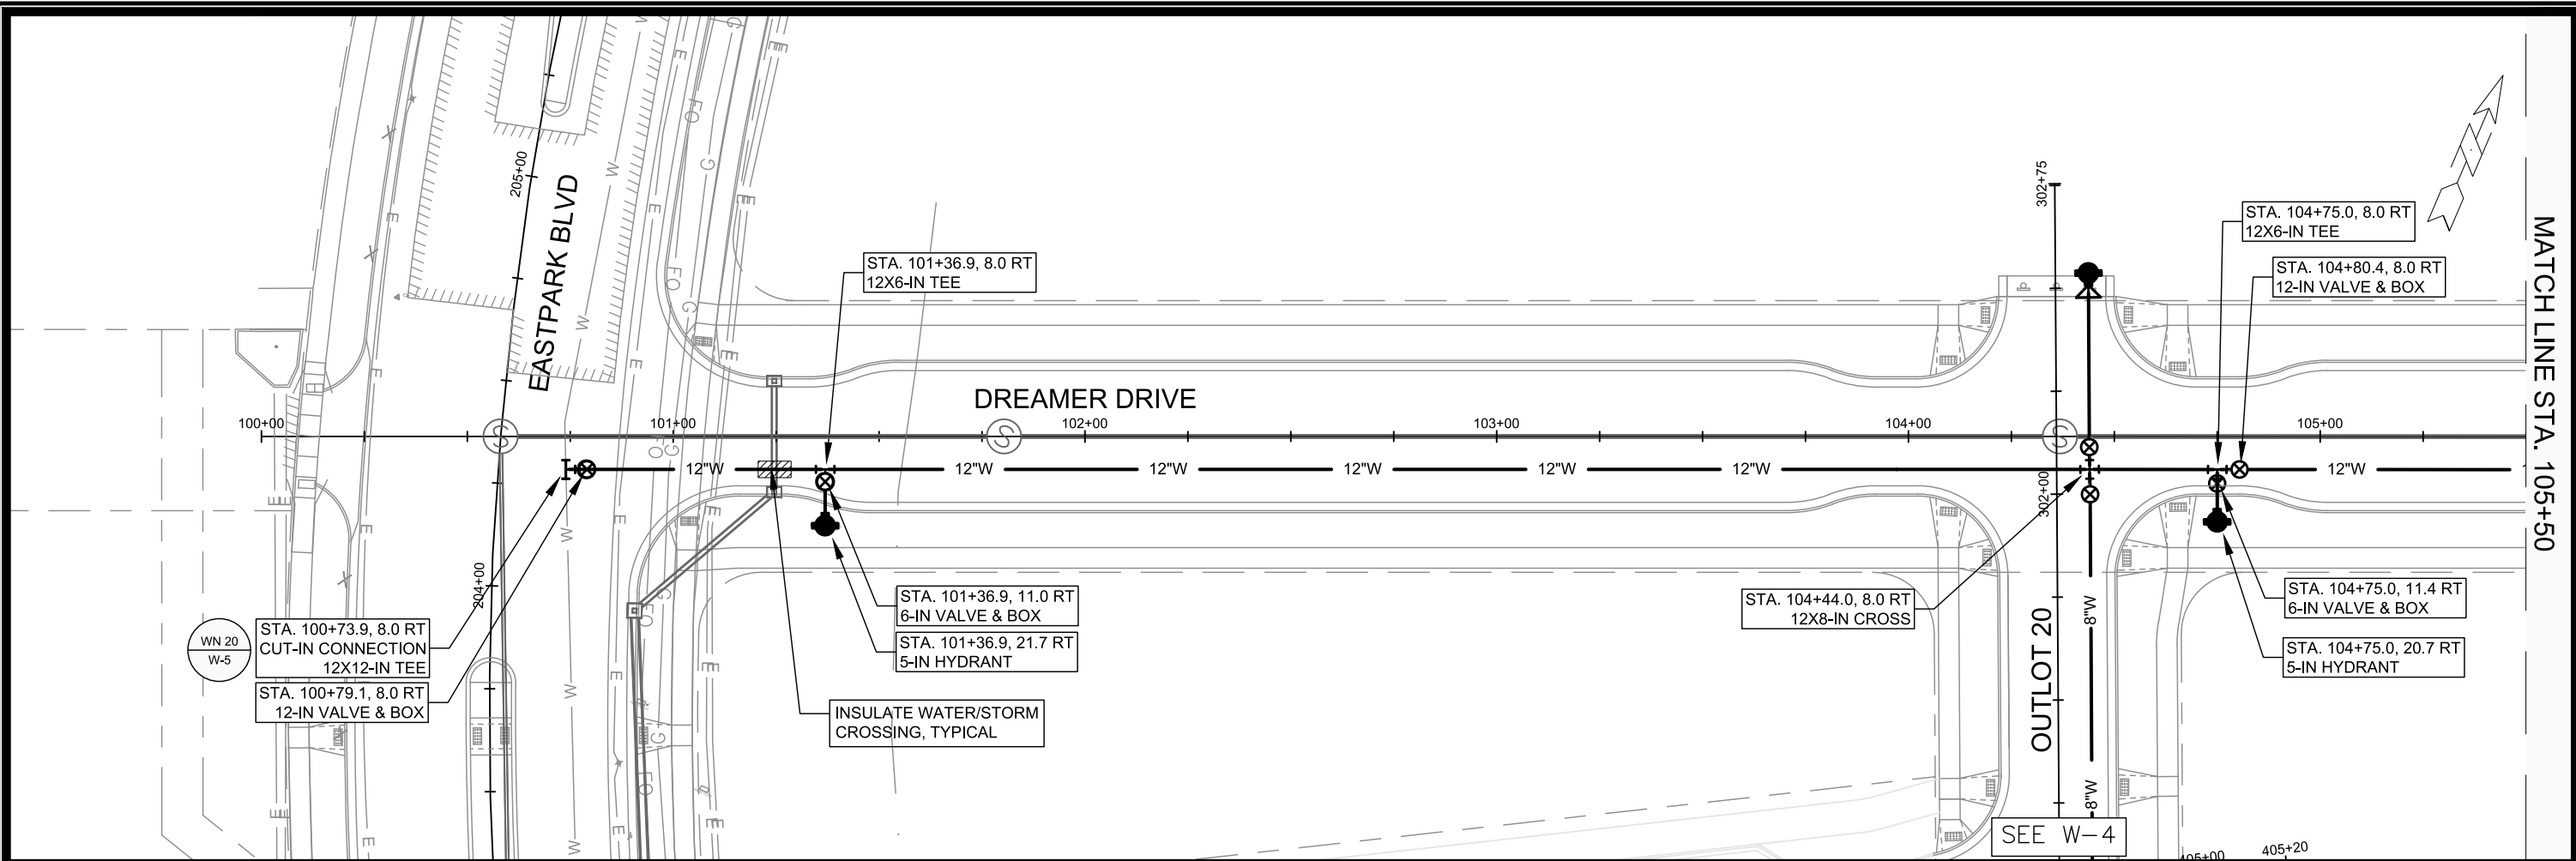 205+00
EASTPARK BLVD
302+75
STA. 104+75.0, 8.0 RT
12X6-IN TEE
STA. 101+36.9, 8.0 RT
12X6-IN TEE
STA. 104+80.4, 8.0 RT
12-IN VALVE & BOX
MATCH LINE STA. 105+50
DREAMER DRIVE
100+00
101+00
102+00
103+00
104+00
105+00
S
S
S
12"W
12"W
12"W
12"W
12"W
12"W
12"W
302+00
204+00
STA. 101+36.9, 11.0 RT
6-IN VALVE & BOX
STA. 101+36.9, 21.7 RT
5-IN HYDRANT
STA. 104+44.0, 8.0 RT
12X8-IN CROSS
STA. 104+75.0, 11.4 RT
6-IN VALVE & BOX
STA. 104+75.0, 20.7 RT
5-IN HYDRANT
WN 20
W-5
STA. 100+73.9, 8.0 RT
CUT-IN CONNECTION
12X12-IN TEE
STA. 100+79.1, 8.0 RT
12-IN VALVE & BOX
INSULATE WATER/STORM
CROSSING, TYPICAL
OUTLOT 20
8"W
8"W
SEE W-4
405+00
405+20